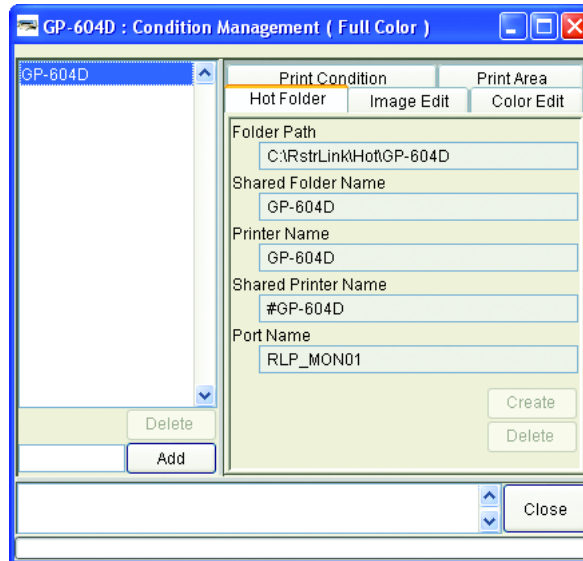 GP-604D : Condition Management ( Full Color )
GP-604D
Print Condition
Print Area
Hot Folder
Image Edit
Color Edit
Folder Path
C:\RstrLink\Hot\GP-604D
Shared Folder Name
GP-604D
Printer Name
GP-604D
Shared Printer Name
#GP-604D
Port Name
RLP_MON01
Create
Delete
Delete
Add
Close